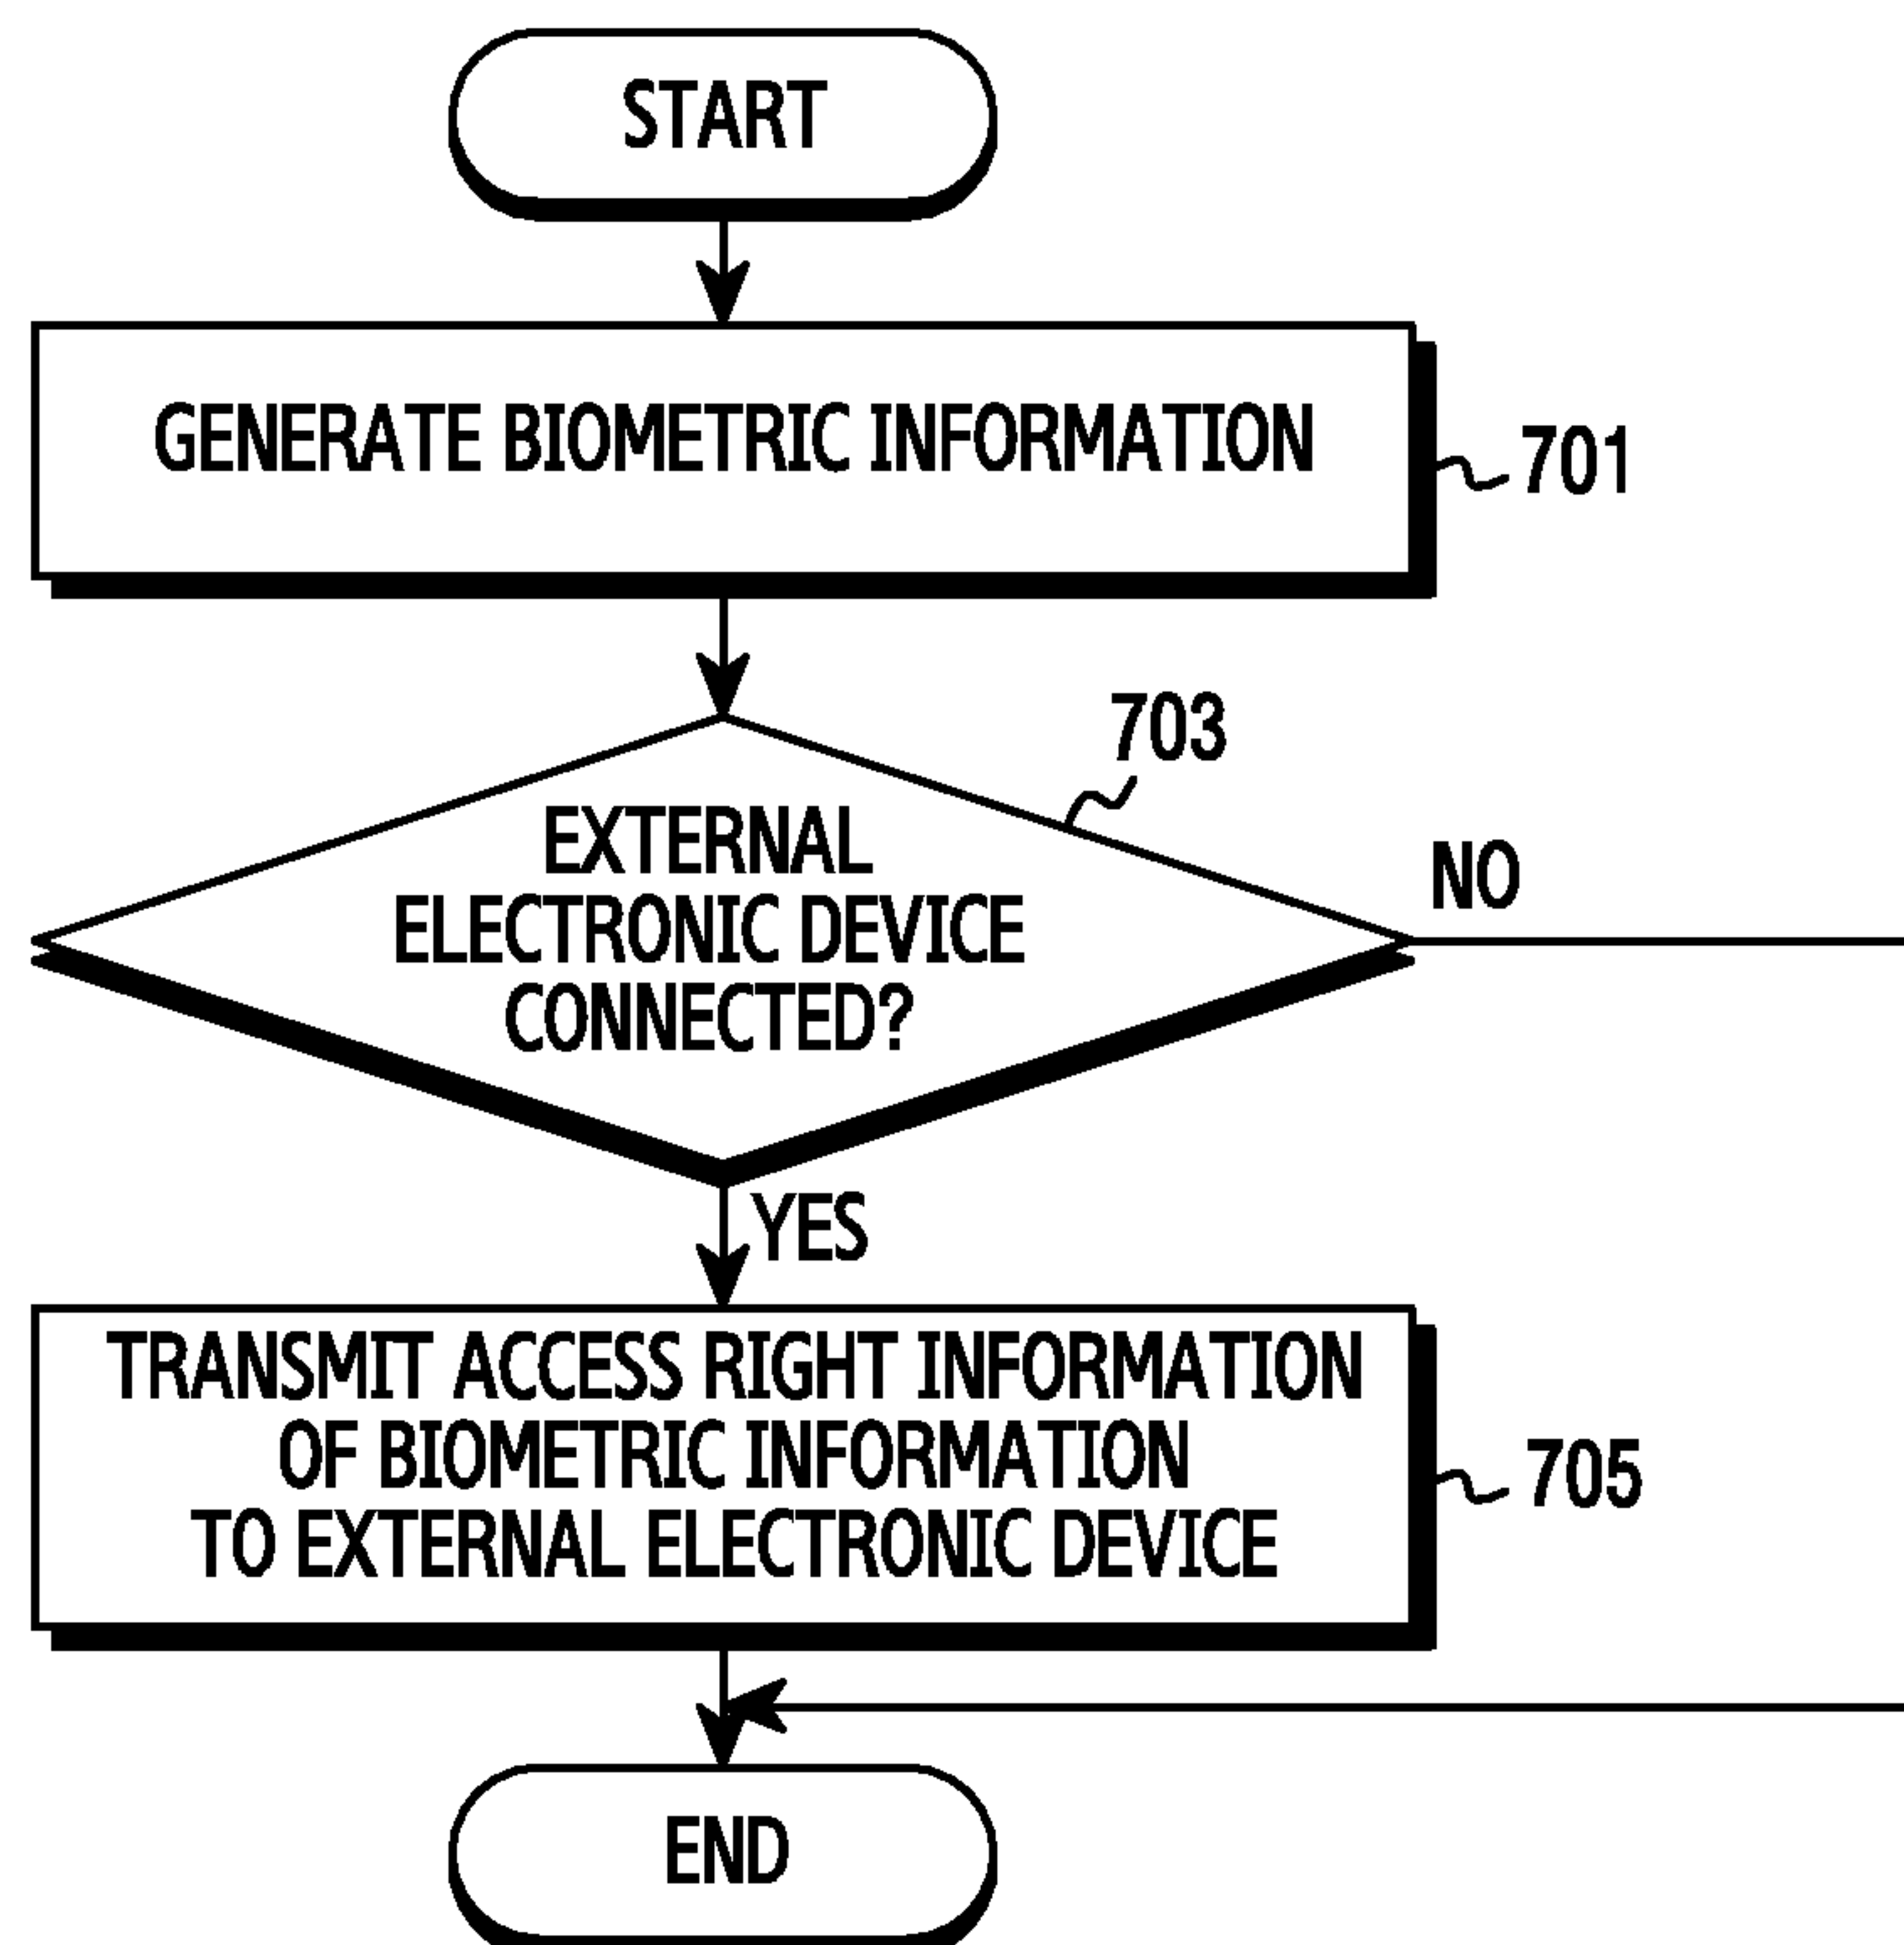 START
GENERATE BIOMETRIC INFORMATION
701
703
EXTERNAL
ELECTRONIC DEVICE
CONNECTED?
NO
YES
TRANSMIT ACCESS RIGHT INFORMATION
OF BIOMETRIC INFORMATION
TO EXTERNAL ELECTRONIC DEVICE
705
END